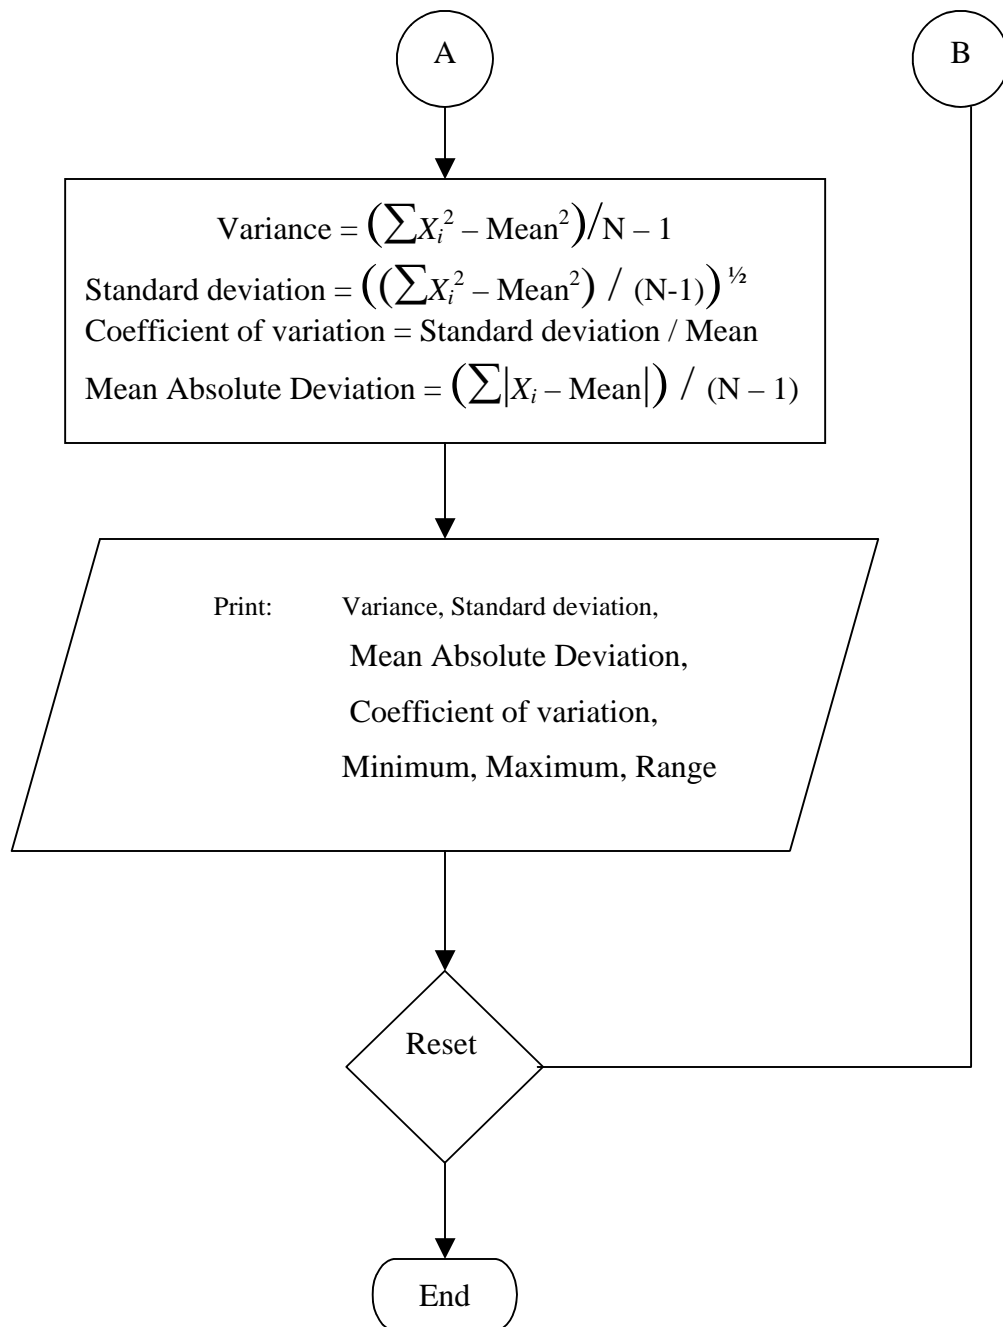 A
B
Variance = (∑Xᵢ² – Mean²)/N – 1
Standard deviation = ((∑Xᵢ² – Mean²) / (N-1)) ½
Coefficient of variation = Standard deviation / Mean
Mean Absolute Deviation = (∑|Xᵢ – Mean|) / (N – 1)
Print: Variance, Standard deviation,
Mean Absolute Deviation,
Coefficient of variation,
Minimum, Maximum, Range
Reset
End